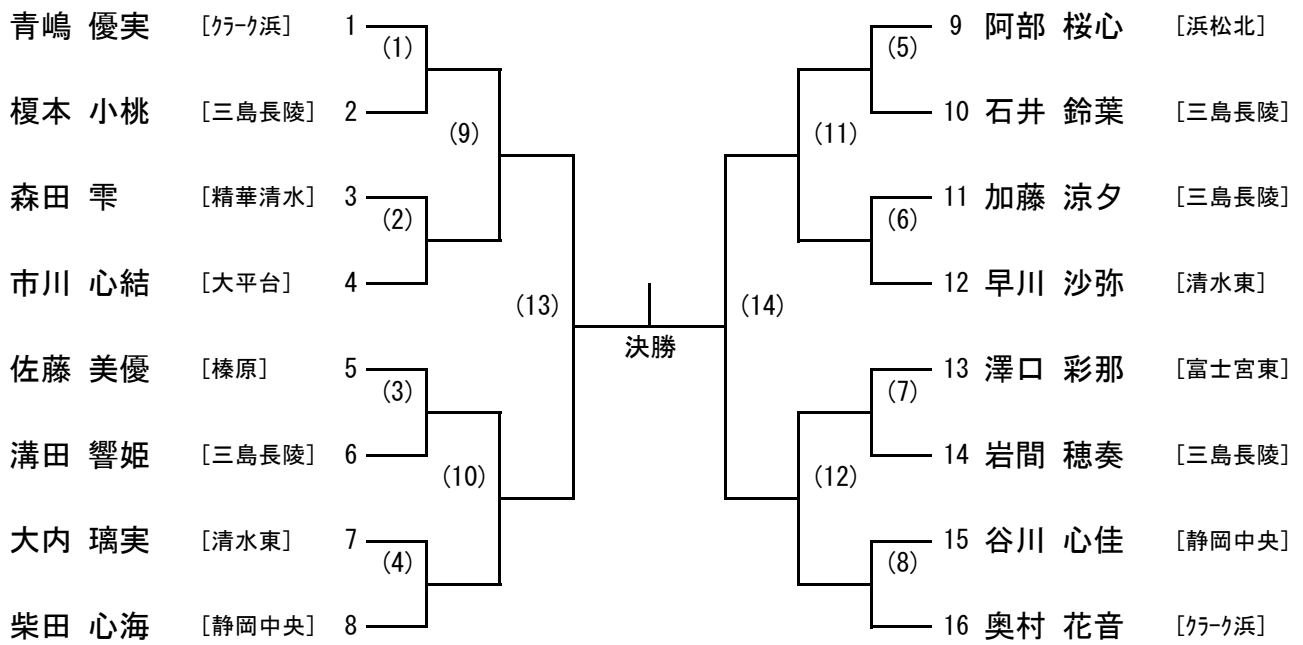 青嶋 優実 [ｸﾗｰｸ浜] 1
(1)
榎本 小桃 [三島長陵] 2
(9)
森田 雫 [精華清水] 3
(2)
市川 心結 [大平台] 4
(13)
佐藤 美優 [榛原] 5
(3)
溝田 響姫 [三島長陵] 6
(10)
大内 璃実 [清水東] 7
(4)
柴田 心海 [静岡中央] 8
決勝
9 阿部 桜心 [浜松北]
(5)
10 石井 鈴葉 [三島長陵]
(11)
11 加藤 涼夕 [三島長陵]
(6)
12 早川 沙弥 [清水東]
(14)
13 澤口 彩那 [富士宮東]
(7)
14 岩間 穂奏 [三島長陵]
(12)
15 谷川 心佳 [静岡中央]
(8)
16 奥村 花音 [ｸﾗｰｸ浜]